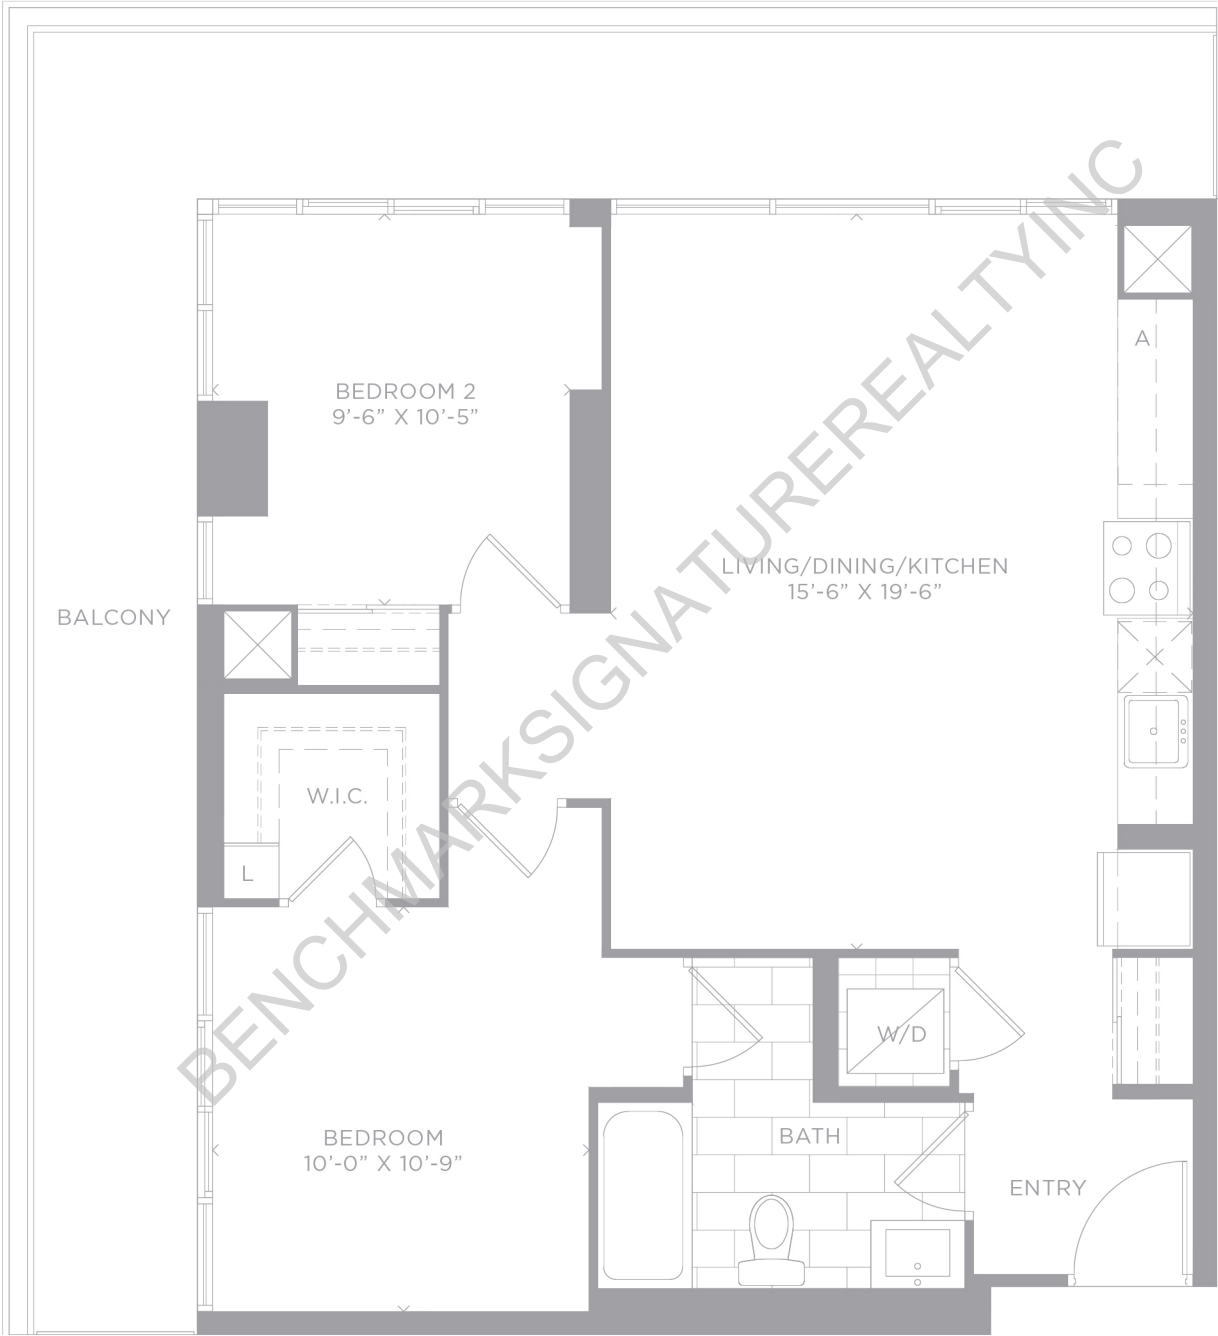 BENCHMARKSIGNATUREREALTYINC
A
BEDROOM 2
9'-6” X 10'-5”
LIVING/DINING/KITCHEN
15'-6” X 19'-6”
BALCONY
W.I.C.
L
W/D
BEDROOM
10'-0” X 10'-9”
BATH
ENTRY